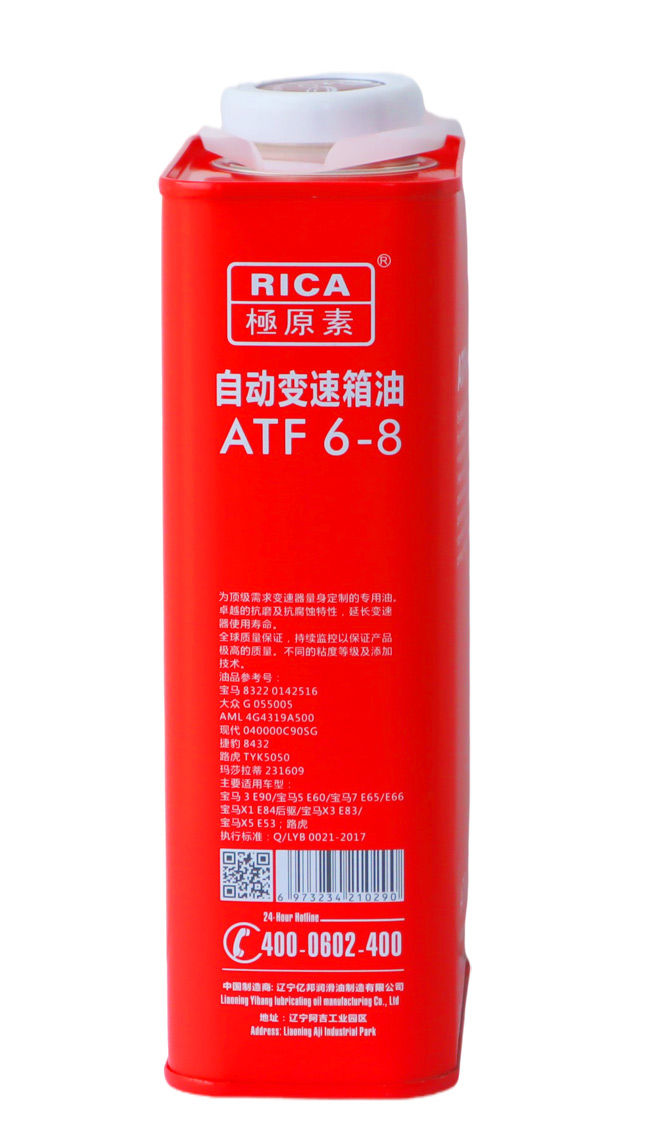 RICA
®
極原素
自动变速箱油
ATF 6-8
为顶级需求变速器量身定制的专用油。
卓越的抗磨及抗腐蚀特性，延长变速
器使用寿命。
全球质量保证，持续监控以保证产品
极高的质量。不同的粘度等级及添加
技术。
油品参考号：
宝马 8322 0142516
大众 G 055005
AML 4G4319A500
现代 040000C90SG
捷豹 8432
路虎 TYK5050
玛莎拉蒂 231609
主要适用车型：
宝马 3 E90/宝马5 E60/宝马7 E65/E66
宝马X1 E84后驱/宝马X3 E83/
宝马X5 E53；路虎
执行标准：Q/LYB 0021-2017
6 973234 210290
24-Hour Hotline
400-0602-400
中国制造商: 辽宁亿邦润滑油制造有限公司
Liaoning Yibang lubricating oil manufacturing Co., Ltd
地址：辽宁阿吉工业园区
Address: Liaoning Aji Industrial Park